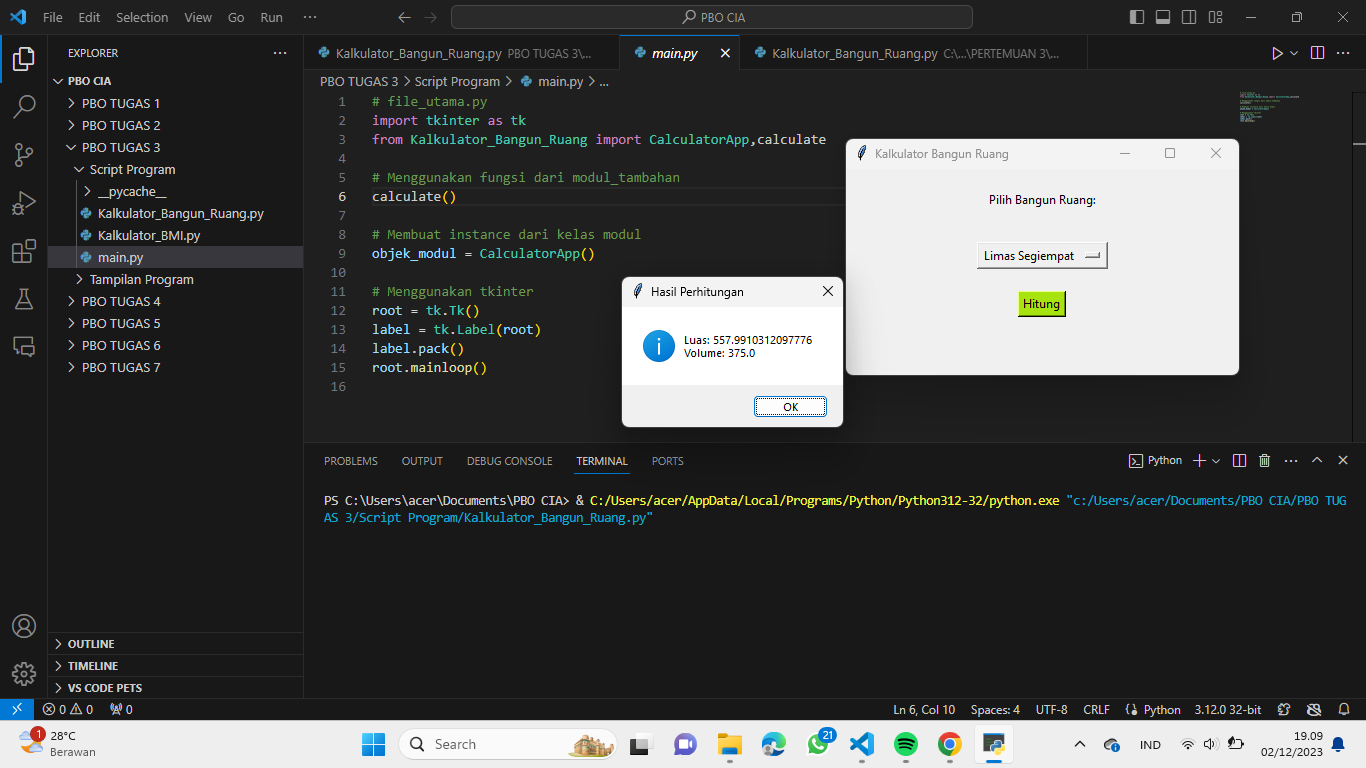 File Edit Selection View Go Run ··· PBO CIA
EXPLORER ···
PBO CIA
PBO TUGAS 1
PBO TUGAS 2
PBO TUGAS 3
Script Program
__pycache__
Kalkulator_Bangun_Ruang.py
Kalkulator_BMI.py
main.py
Tampilan Program
PBO TUGAS 4
PBO TUGAS 5
PBO TUGAS 6
PBO TUGAS 7
OUTLINE
TIMELINE
VS CODE PETS
Kalkulator_Bangun_Ruang.py PBO TUGAS 3\... main.py Kalkulator_Bangun_Ruang.py C:\...\PERTEMUAN 3\...
PBO TUGAS 3 > Script Program > main.py > ...
1 # file_utama.py
2 import tkinter as tk
3 from Kalkulator_Bangun_Ruang import CalculatorApp,calculate
4
5 # Menggunakan fungsi dari modul_tambahan
6 calculate()
7
8 # Membuat instance dari kelas modul
9 objek_modul = CalculatorApp()
10
11 # Menggunakan tkinter
12 root = tk.Tk()
13 label = tk.Label(root)
14 label.pack()
15 root.mainloop()
16
Kalkulator Bangun Ruang
Pilih Bangun Ruang:
Limas Segiempat
Hitung
Hasil Perhitungan
Luas: 557.9910312097776
Volume: 375.0
OK
PROBLEMS OUTPUT DEBUG CONSOLE TERMINAL PORTS Python
PS C:\Users\acer\Documents\PBO CIA> & C:/Users/acer/AppData/Local/Programs/Python/Python312-32/python.exe "c:/Users/acer/Documents/PBO CIA/PBO TUG
AS 3/Script Program/Kalkulator_Bangun_Ruang.py"
0 0 0 Ln 6, Col 10 Spaces: 4 UTF-8 CRLF Python 3.12.0 32-bit
1 28°C
Berawan
Search
21
IND
19.09
02/12/2023